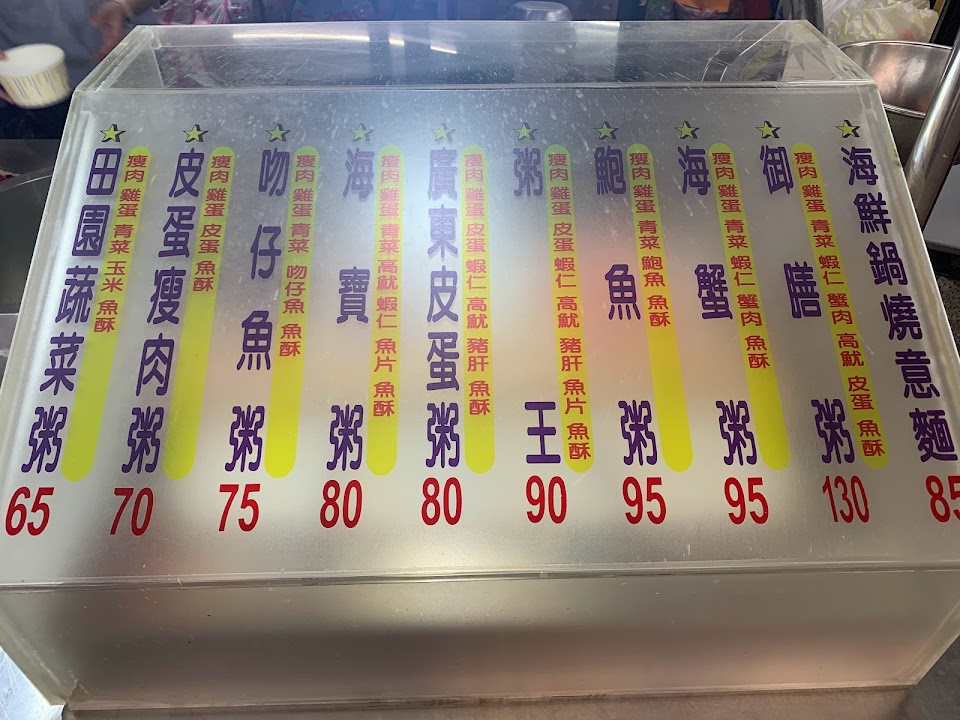 田園蔬菜粥
瘦肉 雞蛋 青菜 玉米 魚酥
65
皮蛋瘦肉粥
瘦肉 雞蛋 皮蛋 魚酥
70
吻仔魚粥
瘦肉 雞蛋 青菜 吻仔魚 魚酥
75
海寶粥
瘦肉 雞蛋 青菜 高魷 蝦仁 魚片 魚酥
80
廣東皮蛋粥
瘦肉 雞蛋 皮蛋 蝦仁 高魷 豬肝 魚酥
80
粥王
瘦肉 雞蛋 皮蛋 蝦仁 高魷 豬肝 魚片 魚酥
90
鮑魚粥
瘦肉 雞蛋 青菜 鮑魚 魚酥
95
海蟹粥
瘦肉 雞蛋 青菜 蝦仁 蟹肉 魚酥
95
御膳粥
瘦肉 雞蛋 青菜 蝦仁 蟹肉 高魷 皮蛋 魚酥
130
海鮮鍋燒意麵
85